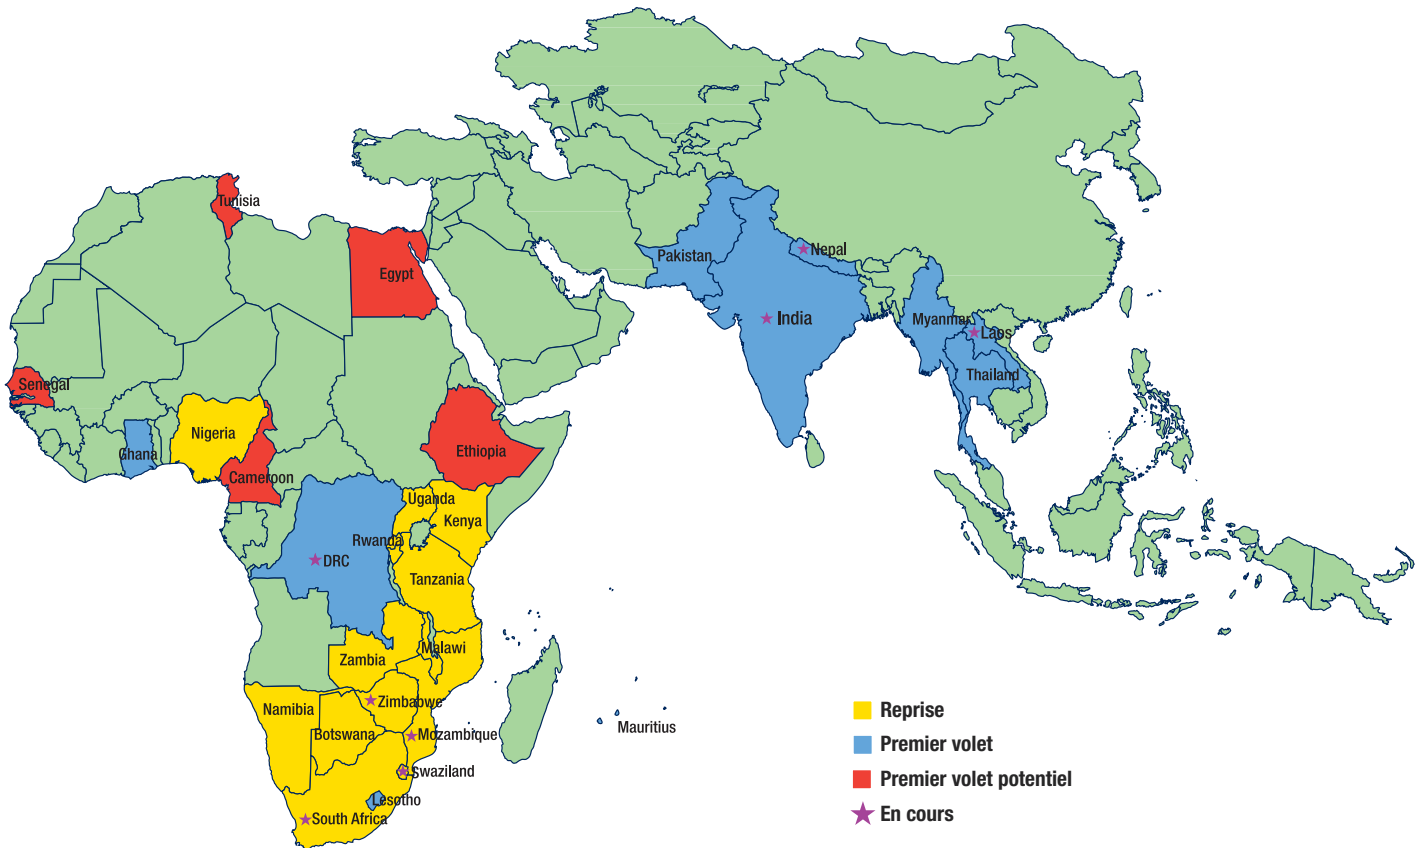 Tunisia
Egypt
Senegal
Ghana
Nigeria
Cameroon
Ethiopia
Uganda
Kenya
Rwanda
DRC
Tanzania
Malawi
Zambia
Zimbabwe
Namibia
Botswana
Mozambique
Swaziland
Lesotho
South Africa
Mauritius
Pakistan
Nepal
India
Myanmar
Laos
Thailand
Reprise
Premier volet
Premier volet potentiel
En cours